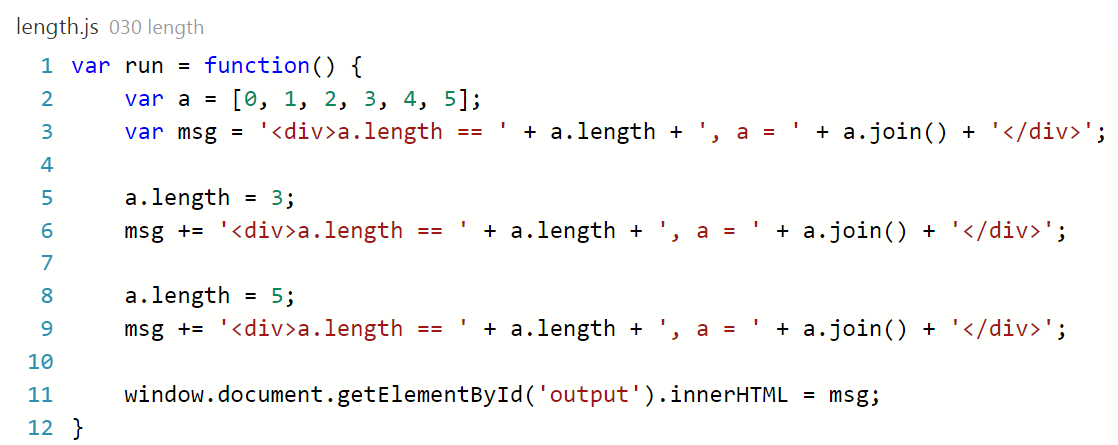 length.js 030 length
1 var run = function() {
2     var a = [0, 1, 2, 3, 4, 5];
3     var msg = '<div>a.length == ' + a.length + ', a = ' + a.join() + '</div>';
4
5     a.length = 3;
6     msg += '<div>a.length == ' + a.length + ', a = ' + a.join() + '</div>';
7
8     a.length = 5;
9     msg += '<div>a.length == ' + a.length + ', a = ' + a.join() + '</div>';
10
11     window.document.getElementById('output').innerHTML = msg;
12 }